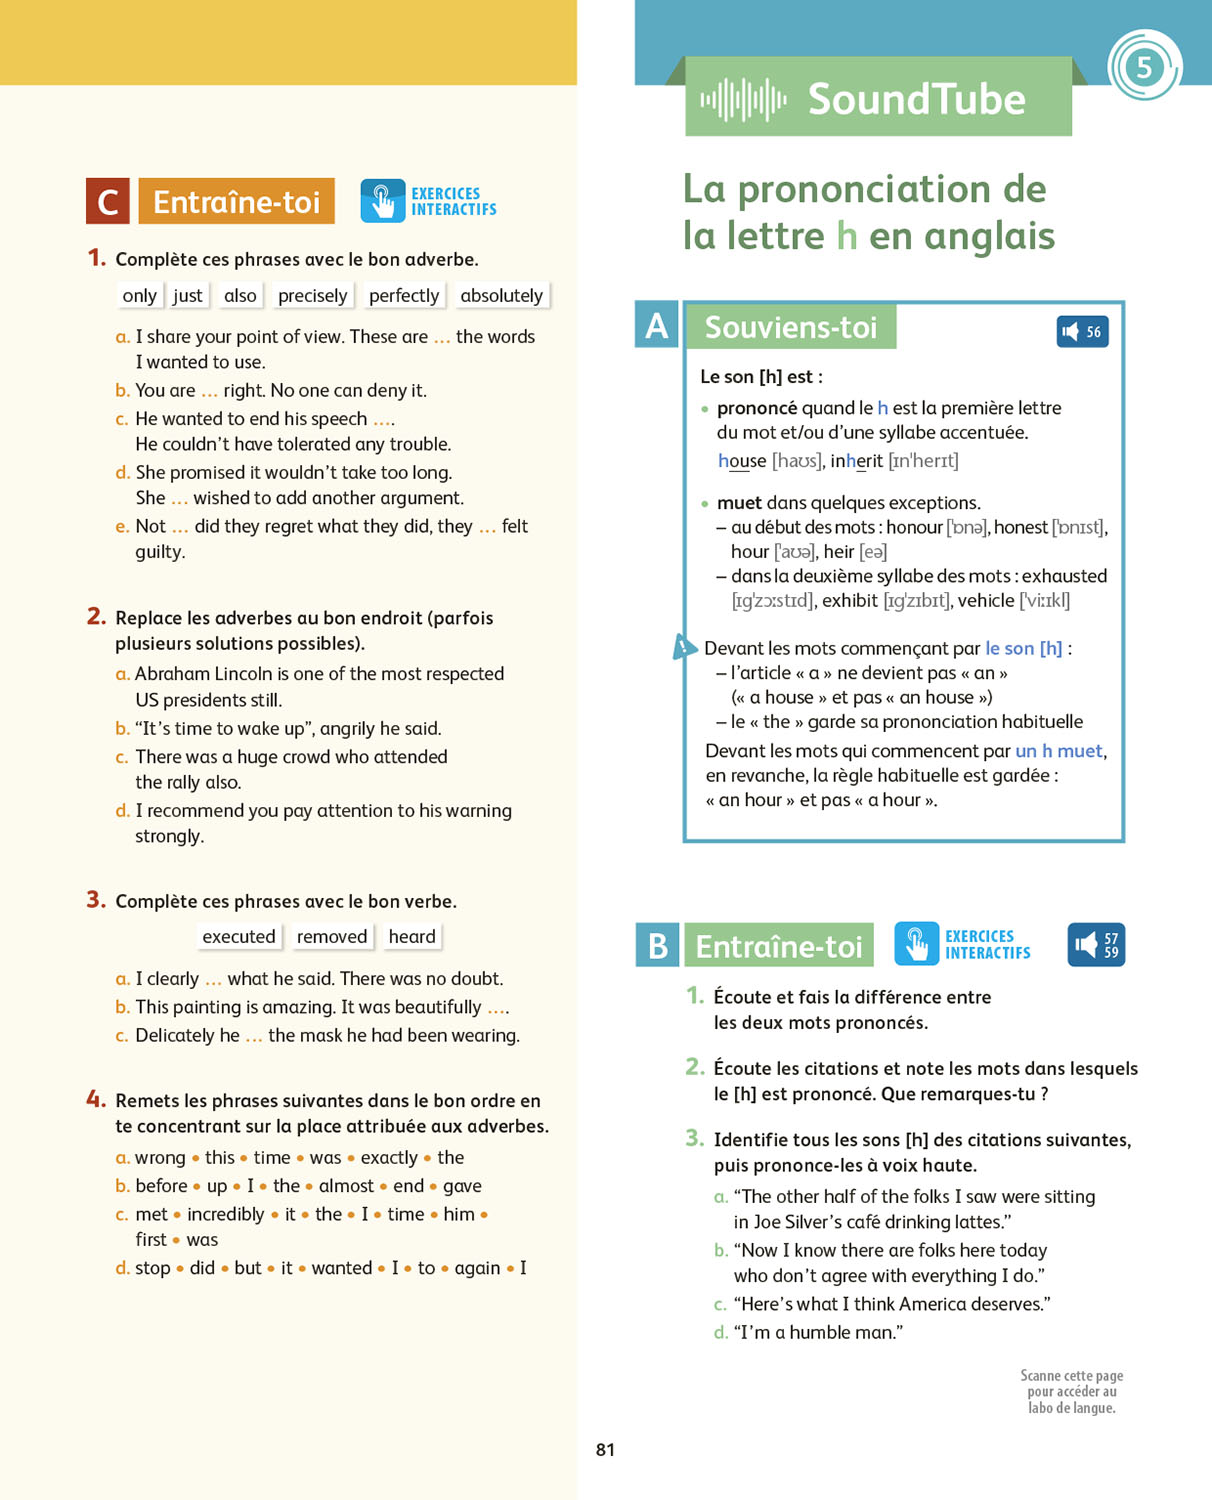 C Entraîne-toi
EXERCICES
INTERACTIFS
1. Complète ces phrases avec le bon adverbe.
only just also precisely perfectly absolutely
a. I share your point of view. These are ... the words
I wanted to use.
b. You are ... right. No one can deny it.
c. He wanted to end his speech ....
He couldn't have tolerated any trouble.
d. She promised it wouldn't take too long.
She ... wished to add another argument.
e. Not ... did they regret what they did, they ... felt
guilty.
2. Replace les adverbes au bon endroit (parfois
plusieurs solutions possibles).
a. Abraham Lincoln is one of the most respected
US presidents still.
b. “It's time to wake up”, angrily he said.
c. There was a huge crowd who attended
the rally also.
d. I recommend you pay attention to his warning
strongly.
3. Complète ces phrases avec le bon verbe.
executed removed heard
a. I clearly ... what he said. There was no doubt.
b. This painting is amazing. It was beautifully ....
c. Delicately he ... the mask he had been wearing.
4. Remets les phrases suivantes dans le bon ordre en
te concentrant sur la place attribuée aux adverbes.
a. wrong • this • time • was • exactly • the
b. before • up • I • the • almost • end • gave
c. met • incredibly • it • the • I • time • him •
first • was
d. stop • did • but • it • wanted • I • to • again • I
5
SoundTube
La prononciation de
la lettre h en anglais
A Souviens-toi
56
Le son [h] est :
• prononcé quand le h est la première lettre
du mot et/ou d'une syllabe accentuée.
house [haʊs], inherit [ɪnˈherɪt]
• muet dans quelques exceptions.
– au début des mots : honour [ˈɒnə], honest [ˈɒnɪst],
hour [ˈaʊə], heir [eə]
– dans la deuxième syllabe des mots : exhausted
[ɪgˈzɔːstɪd], exhibit [ɪgˈzɪbɪt], vehicle [ˈviːɪkl]
! Devant les mots commençant par le son [h] :
– l'article « a » ne devient pas « an »
(« a house » et pas « an house »)
– le « the » garde sa prononciation habituelle
Devant les mots qui commencent par un h muet,
en revanche, la règle habituelle est gardée :
« an hour » et pas « a hour ».
B Entraîne-toi
EXERCICES
INTERACTIFS
57
59
1. Écoute et fais la différence entre
les deux mots prononcés.
2. Écoute les citations et note les mots dans lesquels
le [h] est prononcé. Que remarques-tu ?
3. Identifie tous les sons [h] des citations suivantes,
puis prononce-les à voix haute.
a. “The other half of the folks I saw were sitting
in Joe Silver's café drinking lattes.”
b. “Now I know there are folks here today
who don't agree with everything I do.”
c. “Here's what I think America deserves.”
d. “I'm a humble man.”
Scanne cette page
pour accéder au
labo de langue.
81